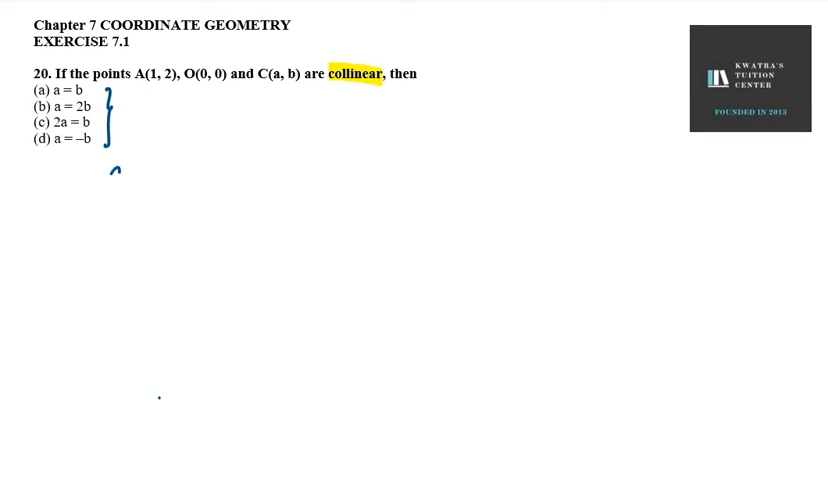 Chapter 7 COORDINATE GEOMETRY
EXERCISE 7.1
20. If the points A(1, 2), O(0, 0) and C(a, b) are collinear, then
(a) a = b
(b) a = 2b
(c) 2a = b
(d) a = –b
KWATRA'S
TUITION
CENTER
FOUNDED IN 2013